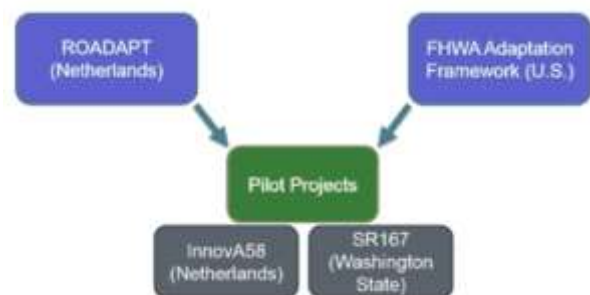 ROADAPT
(Netherlands)
FHWA Adaptation
Framework (U.S.)
Pilot Projects
InnovA58
(Netherlands)
SR167
(Washington
State)